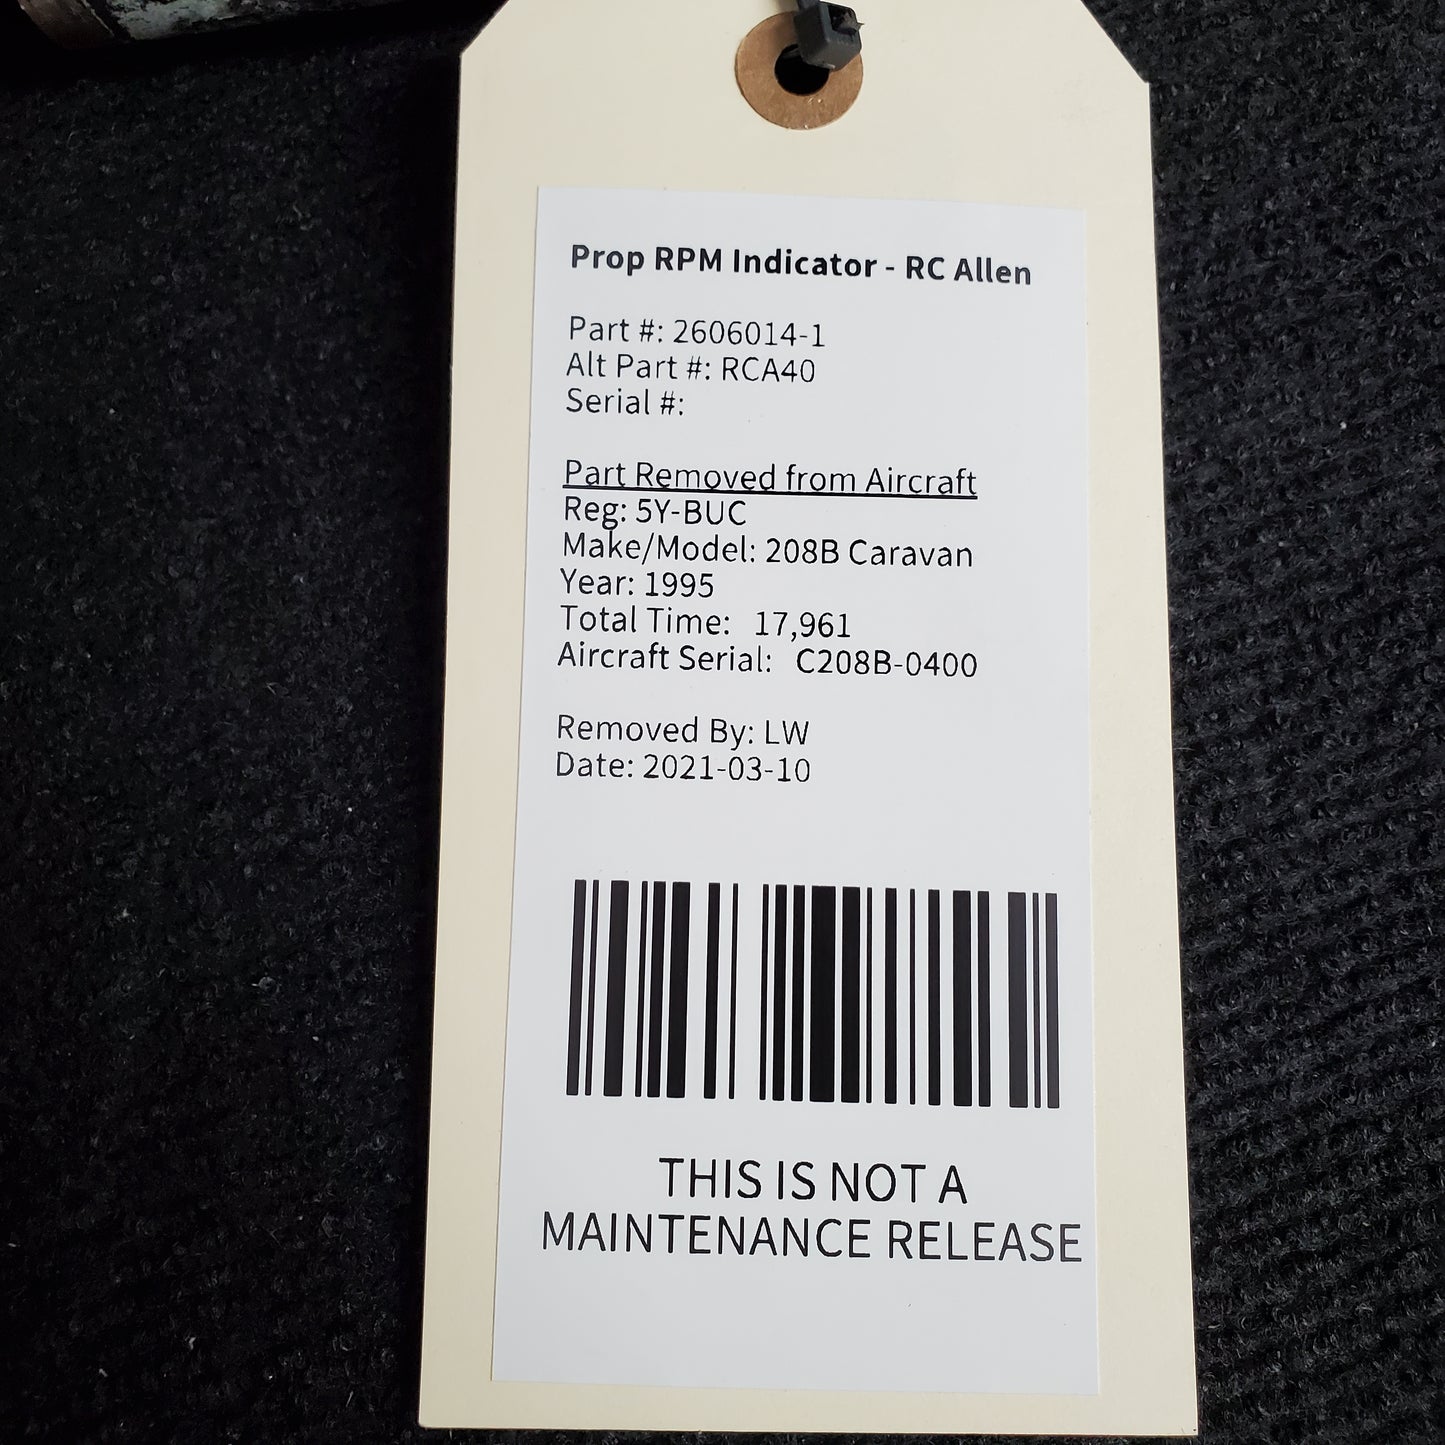 Prop RPM Indicator - RC Allen
Part #: 2606014-1
Alt Part #: RCA40
Serial #:
Part Removed from Aircraft
Reg: 5Y-BUC
Make/Model: 208B Caravan
Year: 1995
Total Time: 17,961
Aircraft Serial: C208B-0400
Removed By: LW
Date: 2021-03-10
THIS IS NOT A
MAINTENANCE RELEASE